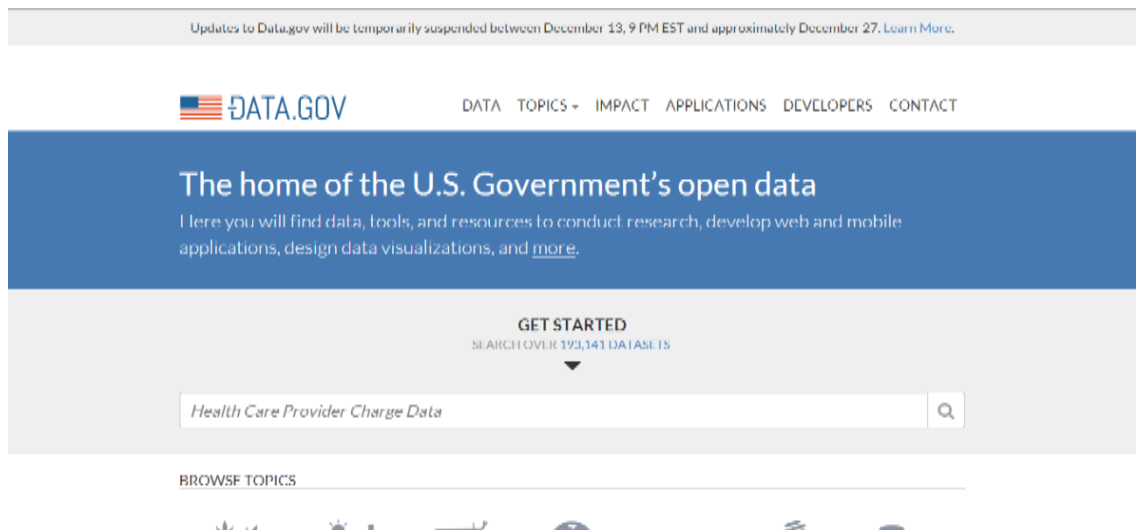 Updates to Data.gov will be temporarily suspended between December 13, 9 PM EST and approximately December 27. Learn More.
DATA.GOV
DATA TOPICS IMPACT APPLICATIONS DEVELOPERS CONTACT
The home of the U.S. Government's open data
Here you will find data, tools, and resources to conduct research, develop web and mobile
applications, design data visualizations, and more.
GET STARTED
SEARCH OVER 193,141 DATASETS
Health Care Provider Charge Data
BROWSE TOPICS